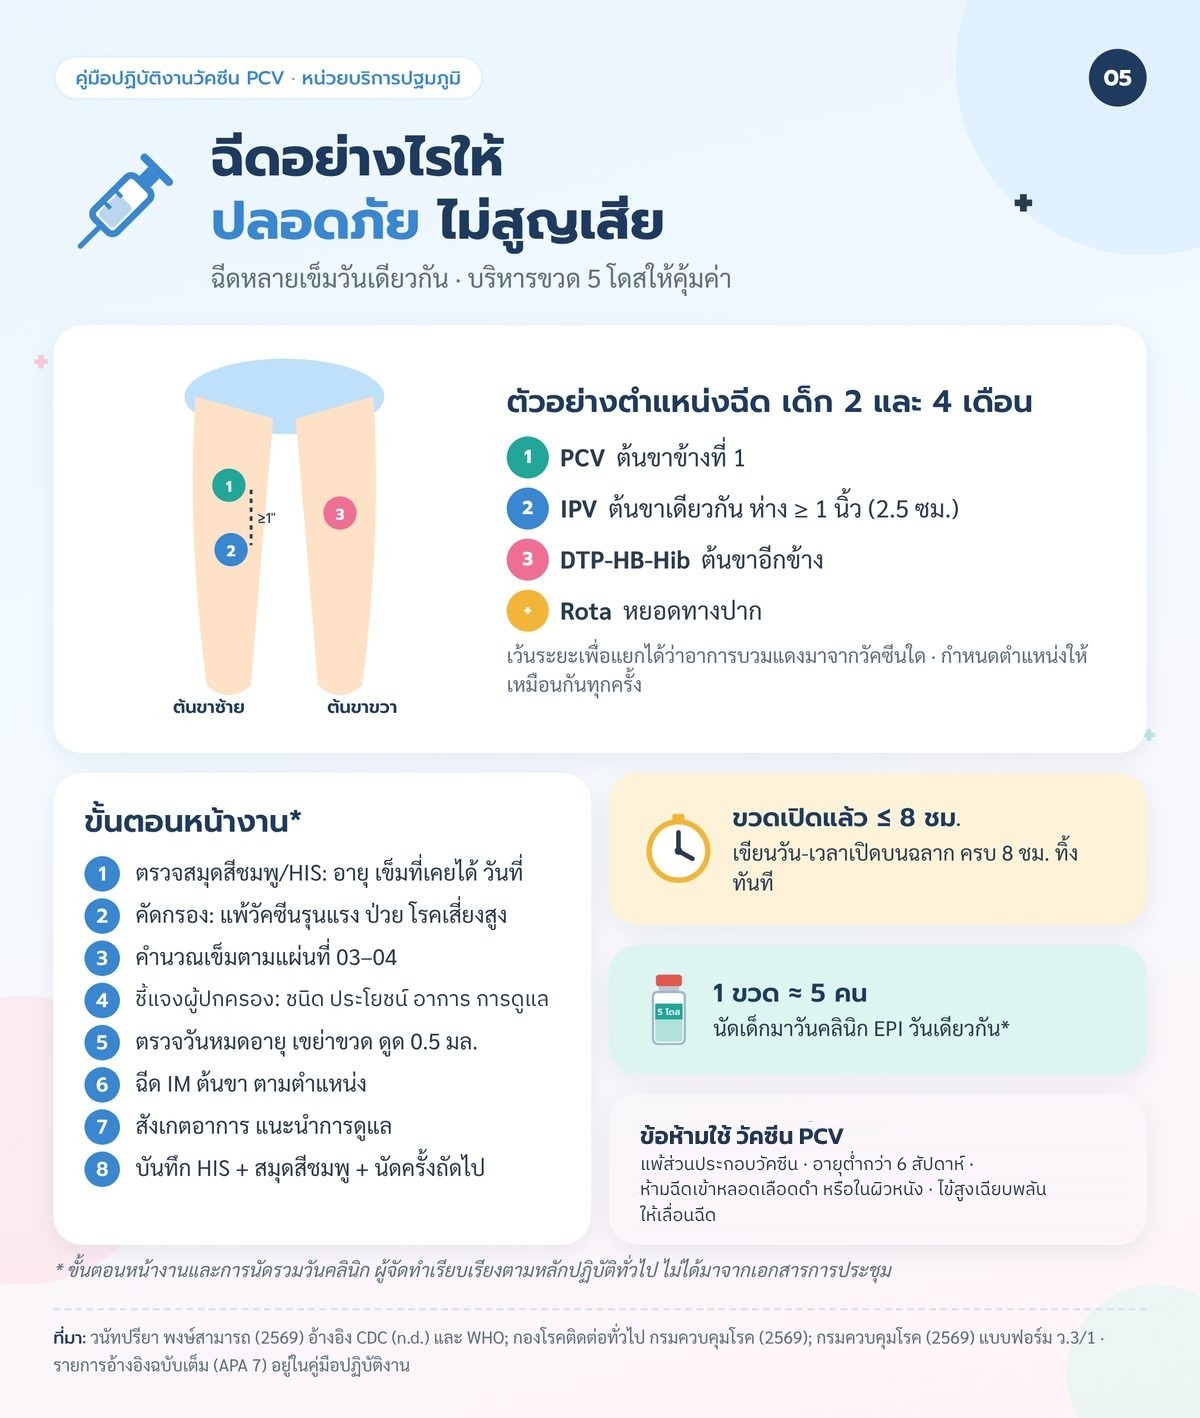 คู่มือปฏิบัติงานวัคซีน PCV · หน่วยบริการปฐมภูมิ
05
ฉีดอย่างไรให้
ปลอดภัย ไม่สูญเสีย
ฉีดหลายเข็มวันเดียวกัน · บริหารขวด 5 โดสให้คุ้มค่า
1
≥1"
2
3
ต้นขาซ้าย
ต้นขาขวา
ตัวอย่างตำแหน่งฉีด เด็ก 2 และ 4 เดือน
1 PCV ต้นขาข้างที่ 1
2 IPV ต้นขาเดียวกัน ห่าง ≥ 1 นิ้ว (2.5 ซม.)
3 DTP-HB-Hib ต้นขาอีกข้าง
+ Rota หยอดทางปาก
เว้นระยะเพื่อแยกได้ว่าอาการบวมแดงมาจากวัคซีนใด · กำหนดตำแหน่งให้
เหมือนกันทุกครั้ง
ขั้นตอนหน้างาน*
1 ตรวจสมุดสีชมพู/HIS: อายุ เข็มที่เคยได้ วันที่
2 คัดกรอง: แพ้วัคซีนรุนแรง ป่วย โรคเสี่ยงสูง
3 คำนวณเข็มตามแผ่นที่ 03–04
4 ชี้แจงผู้ปกครอง: ชนิด ประโยชน์ อาการ การดูแล
5 ตรวจวันหมดอายุ เขย่าขวด ดูด 0.5 มล.
6 ฉีด IM ต้นขา ตามตำแหน่ง
7 สังเกตอาการ แนะนำการดูแล
8 บันทึก HIS + สมุดสีชมพู + นัดครั้งถัดไป
ขวดเปิดแล้ว ≤ 8 ชม.
เขียนวัน-เวลาเปิดบนฉลาก ครบ 8 ชม. ทิ้ง
ทันที
5 โดส
1 ขวด ≈ 5 คน
นัดเด็กมาวันคลินิก EPI วันเดียวกัน*
ข้อห้ามใช้ วัคซีน PCV
แพ้ส่วนประกอบวัคซีน · อายุต่ำกว่า 6 สัปดาห์ ·
ห้ามฉีดเข้าหลอดเลือดดำ หรือในผิวหนัง · ไข้สูงเฉียบพลัน
ให้เลื่อนฉีด
* ขั้นตอนหน้างานและการนัดรวมวันคลินิก ผู้จัดทำเรียบเรียงตามหลักปฏิบัติทั่วไป ไม่ได้มาจากเอกสารการประชุม
ที่มา: วนัทปรียา พงษ์สามารถ (2569) อ้างอิง CDC (n.d.) และ WHO; กองโรคติดต่อทั่วไป กรมควบคุมโรค (2569); กรมควบคุมโรค (2569) แบบฟอร์ม ว.3/1 ·
รายการอ้างอิงฉบับเต็ม (APA 7) อยู่ในคู่มือปฏิบัติงาน